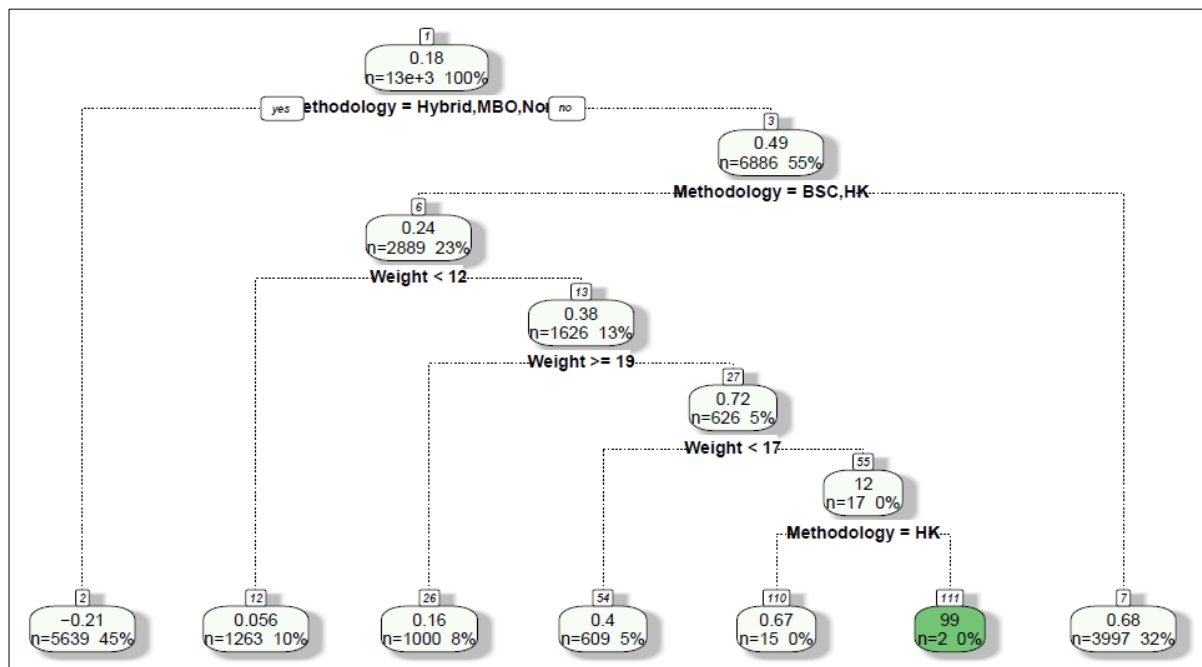 1
0.18
n=13e+3 100%
yes ethodology = Hybrid,MBO,No no
3
0.49
n=6886 55%
Methodology = BSC,HK
6
0.24
n=2889 23%
Weight < 12
13
0.38
n=1626 13%
Weight >= 19
27
0.72
n=626 5%
Weight < 17
55
12
n=17 0%
Methodology = HK
2
−0.21
n=5639 45%
12
0.056
n=1263 10%
26
0.16
n=1000 8%
54
0.4
n=609 5%
110
0.67
n=15 0%
111
99
n=2 0%
7
0.68
n=3997 32%